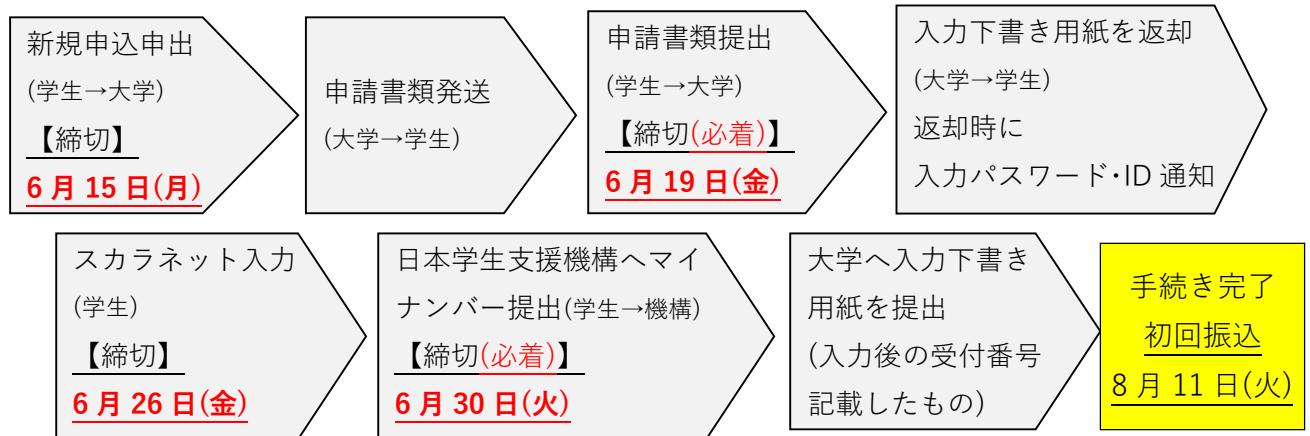 新規申込申出
(学生→大学)
【締切】
6月15日(月)
申請書類発送
(大学→学生)
申請書類提出
(学生→大学)
【締切(必着)】
6月19日(金)
入力下書き用紙を返却
(大学→学生)
返却時に
入力パスワード・ID通知
スカラネット入力
(学生)
【締切】
6月26日(金)
日本学生支援機構へマイ
ナンバー提出(学生→機構)
【締切(必着)】
6月30日(火)
大学へ入力下書き
用紙を提出
(入力後の受付番号
記載したもの)
手続き完了
初回振込
8月11日(火)